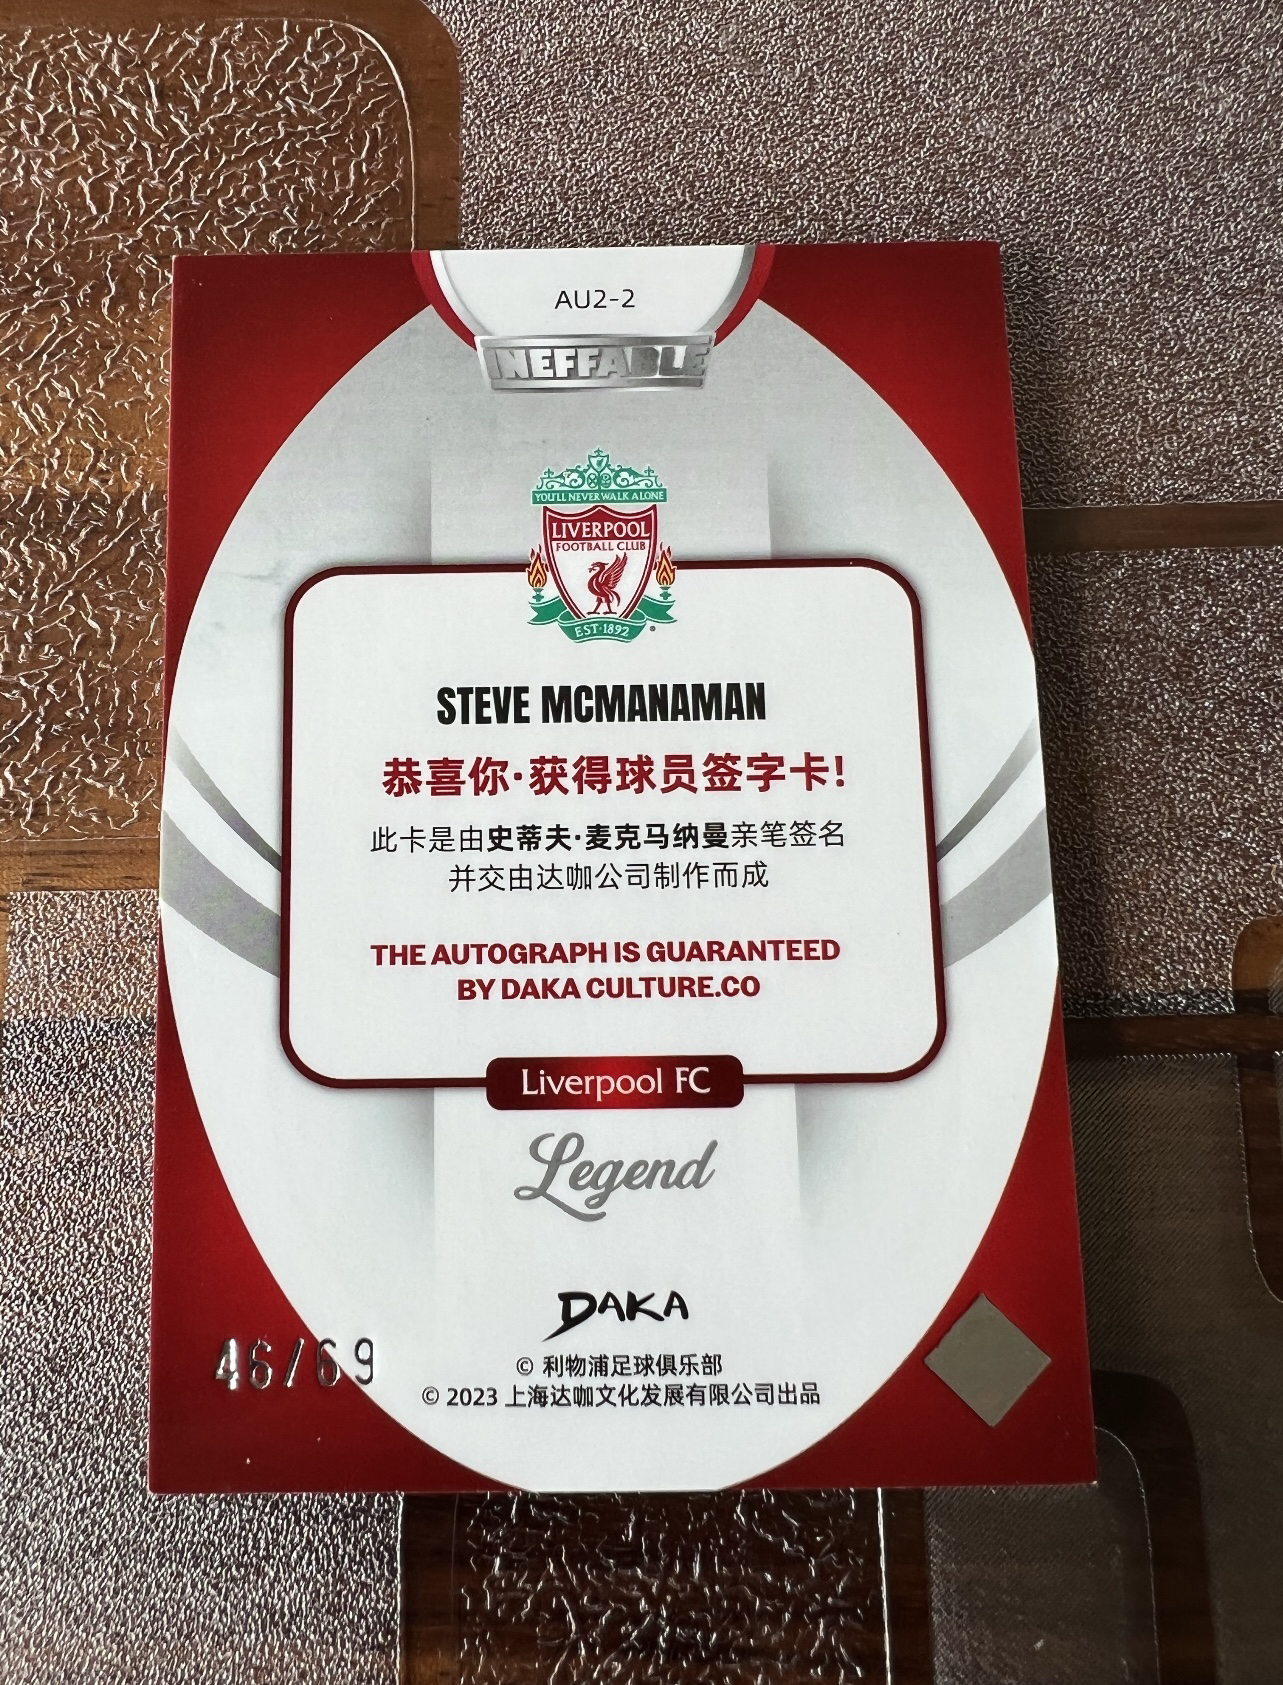 AU2-2
INEFFABLE
YOU'LL NEVER WALK ALONE
LIVERPOOL
FOOTBALL CLUB
EST·1892
STEVE MCMANAMAN
恭喜你·获得球员签字卡!
此卡是由史蒂夫·麦克马纳曼亲笔签名
并交由达咖公司制作而成
THE AUTOGRAPH IS GUARANTEED
BY DAKA CULTURE.CO
Liverpool FC
Legend
DAKA
46/69
© 利物浦足球俱乐部
© 2023 上海达咖文化发展有限公司出品